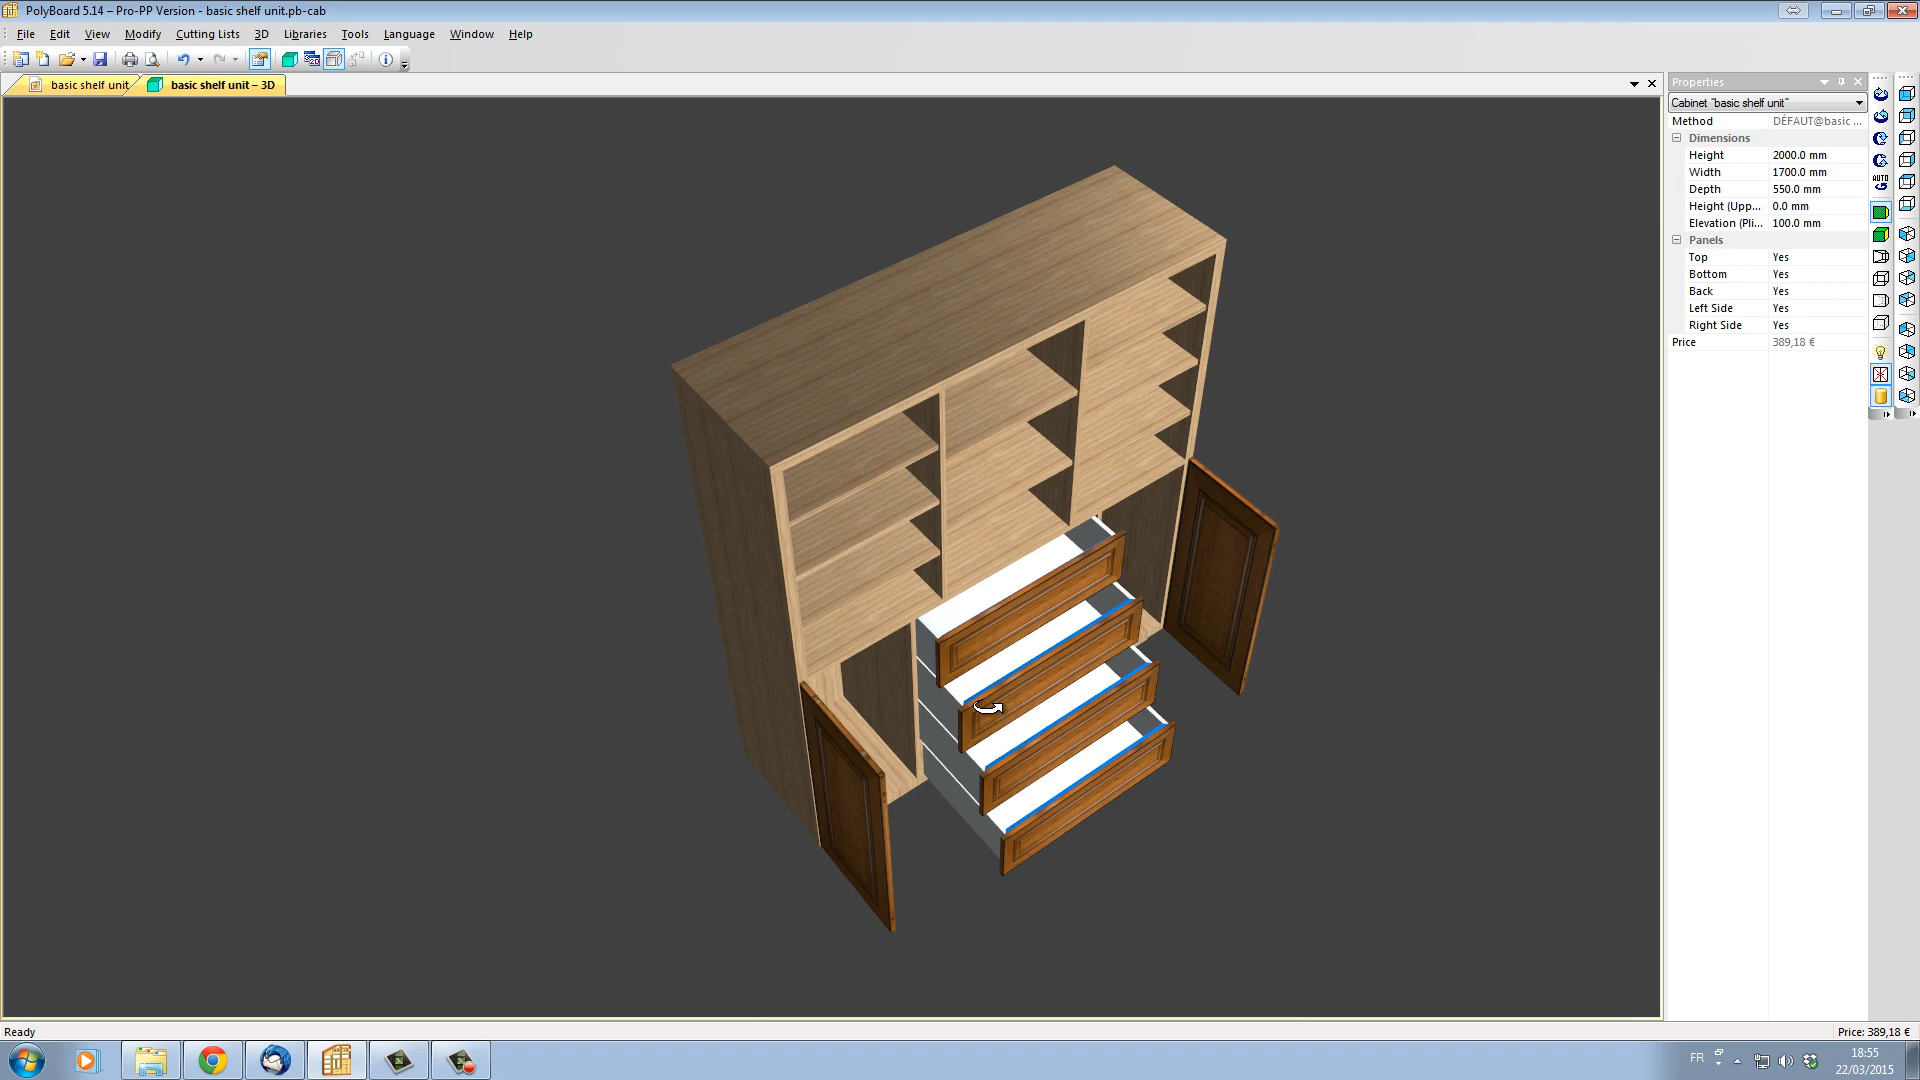 PolyBoard 5.14 – Pro-PP Version - basic shelf unit.pb-cab
File Edit View Modify Cutting Lists 3D Libraries Tools Language Window Help
basic shelf unit
basic shelf unit – 3D
Properties
Cabinet "basic shelf unit"
Method DÉFAUT@basic ...
Dimensions
Height 2000.0 mm
Width 1700.0 mm
Depth 550.0 mm
Height (Upp... 0.0 mm
Elevation (Pli... 100.0 mm
Panels
Top Yes
Bottom Yes
Back Yes
Left Side Yes
Right Side Yes
Price 389,18 €
AUTO
Ready
Price: 389,18 €
FR
18:55
22/03/2015